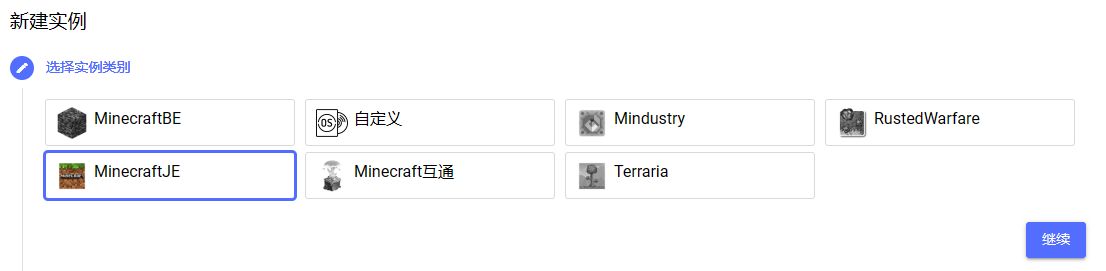 新建实例
选择实例类别
MinecraftBE
自定义
Mindustry
RustedWarfare
MinecraftJE
Minecraft互通
Terraria
继续